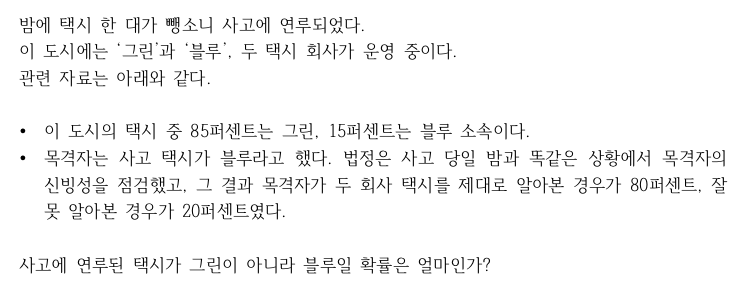 밤에 택시 한 대가 뺑소니 사고에 연루되었다.
이 도시에는 ‘그린’과 ‘블루’, 두 택시 회사가 운영 중이다.
관련 자료는 아래와 같다.
• 이 도시의 택시 중 85퍼센트는 그린, 15퍼센트는 블루 소속이다.
• 목격자는 사고 택시가 블루라고 했다. 법정은 사고 당일 밤과 똑같은 상황에서 목격자의
신빙성을 점검했고, 그 결과 목격자가 두 회사 택시를 제대로 알아본 경우가 80퍼센트, 잘
못 알아본 경우가 20퍼센트였다.
사고에 연루된 택시가 그린이 아니라 블루일 확률은 얼마인가?